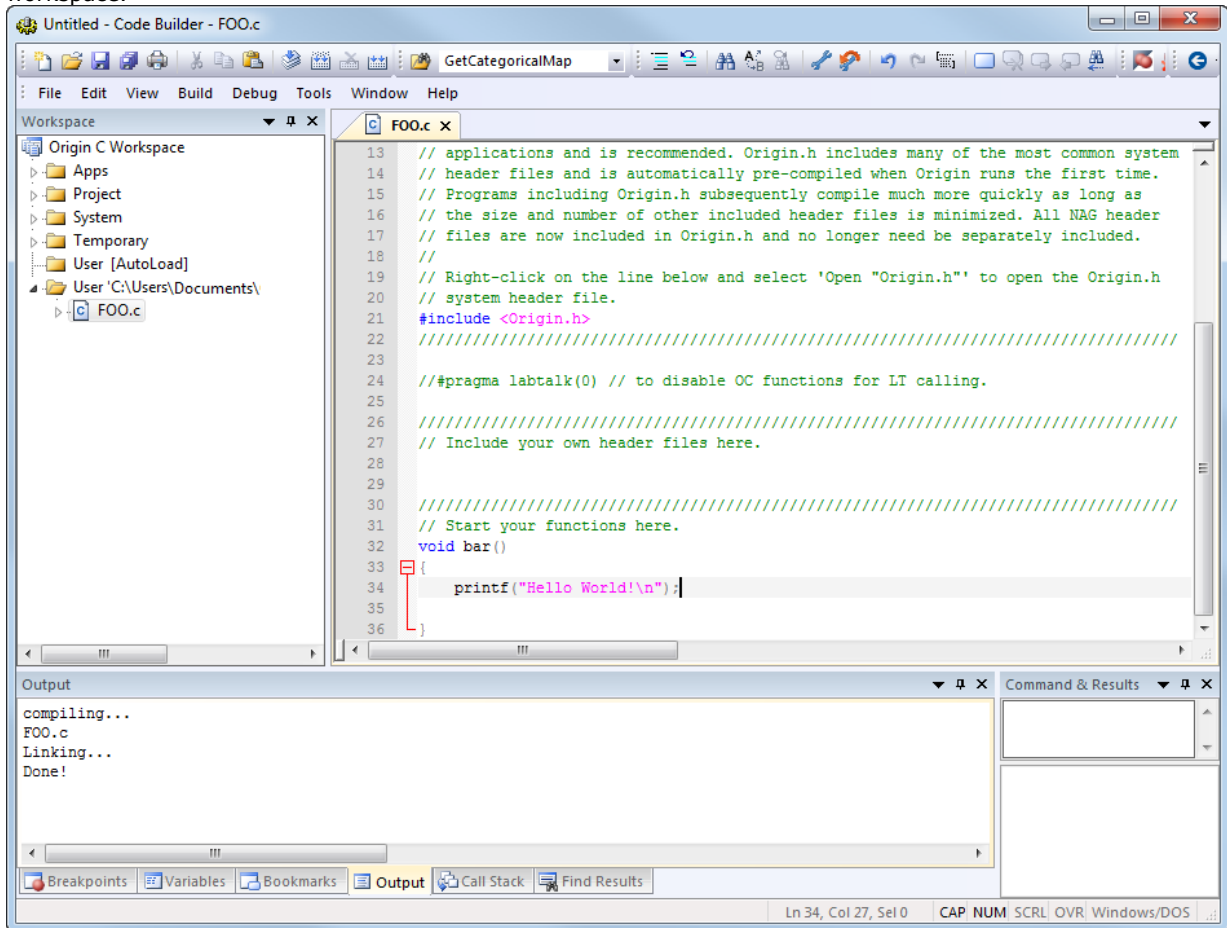 workspace.
Untitled - Code Builder - FOO.c
GetCategoricalMap
File Edit View Build Debug Tools Window Help
Workspace
Origin C Workspace
Apps
Project
System
Temporary
User [AutoLoad]
User 'C:\Users\Documents\
FOO.c
FOO.c
13 // applications and is recommended. Origin.h includes many of the most common system
14 // header files and is automatically pre-compiled when Origin runs the first time.
15 // Programs including Origin.h subsequently compile much more quickly as long as
16 // the size and number of other included header files is minimized. All NAG header
17 // files are now included in Origin.h and no longer need be separately included.
18 //
19 // Right-click on the line below and select 'Open "Origin.h"' to open the Origin.h
20 // system header file.
21 #include <Origin.h>
22 ////////////////////////////////////////////////////////////////////////////////////
23
24 //#pragma labtalk(0) // to disable OC functions for LT calling.
25
26 ////////////////////////////////////////////////////////////////////////////////////
27 // Include your own header files here.
28
29
30 ////////////////////////////////////////////////////////////////////////////////////
31 // Start your functions here.
32 void bar()
33 {
34 printf("Hello World!\n");
35
36 }
Output
compiling...
FOO.c
Linking...
Done!
Command & Results
Breakpoints Variables Bookmarks Output Call Stack Find Results
Ln 34, Col 27, Sel 0 CAP NUM SCRL OVR Windows/DOS